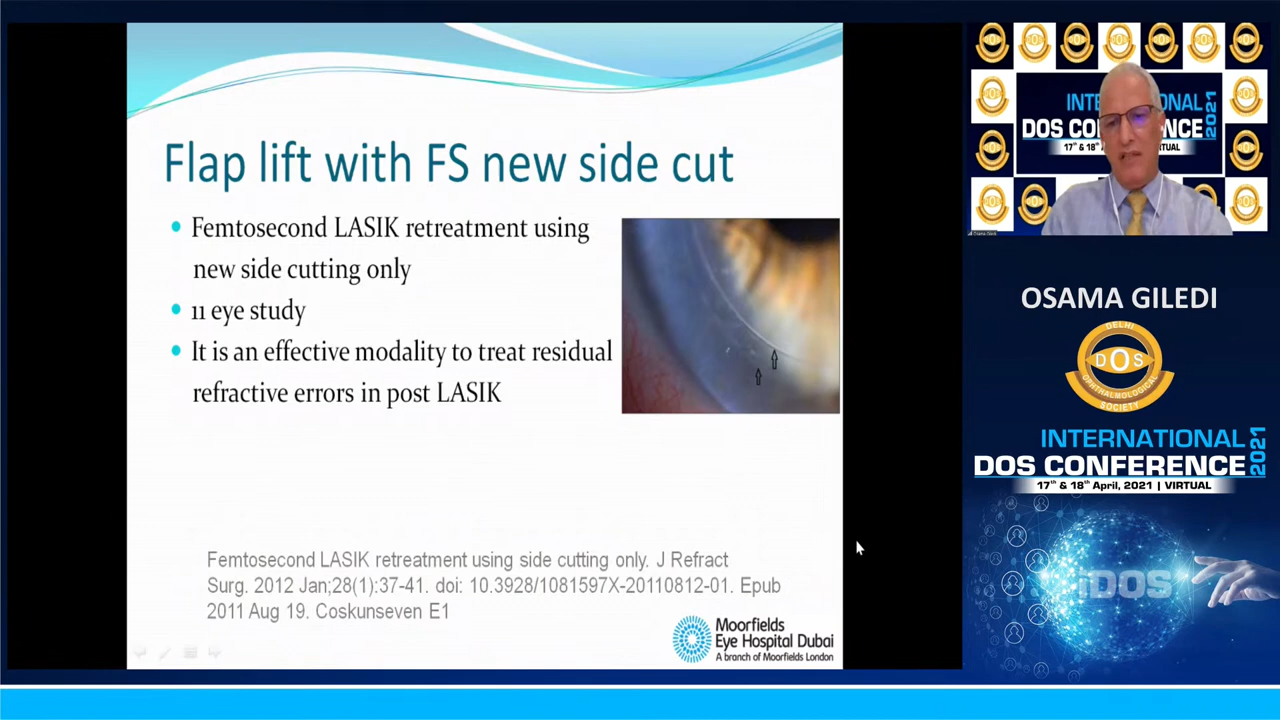 Flap lift with FS new side cut
Femtosecond LASIK retreatment using
new side cutting only
11 eye study
It is an effective modality to treat residual
refractive errors in post LASIK
Femtosecond LASIK retreatment using side cutting only. J Refract
Surg. 2012 Jan;28(1):37-41. doi: 10.3928/1081597X-20110812-01. Epub
2011 Aug 19. Coskunseven E1
Moorfields
Eye Hospital Dubai
A branch of Moorfields London
DOS
INTERNATIONAL
DOS CONFERENCE
2021
17th & 18th
OSAMA GILEDI
DELHI
DOS
OPHTHALMOLOGICAL
SOCIETY
INTERNATIONAL
DOS CONFERENCE
2021
17th & 18th April, 2021 | VIRTUAL
iDOS